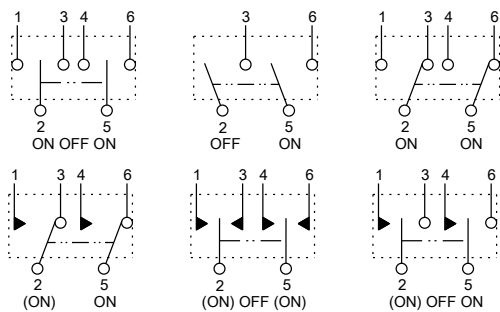 1 3 4 6
2 5
ON OFF ON
3 6
2 5
OFF ON
1 3 4 6
2 5
ON ON
1 3 4 6
2 5
(ON) ON
1 3 4 6
2 5
(ON) OFF (ON)
1 3 4 6
2 5
(ON) OFF ON